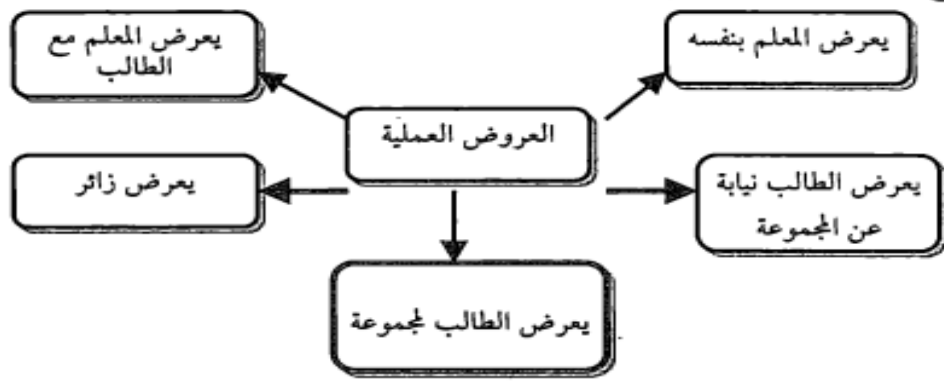 يعرض المعلم بنفسه
يعرض المعلم مع
الطالب
العروض العملية
يعرض الطالب نيابة
عن المجموعة
يعرض زائر
يعرض الطالب لمجموعة